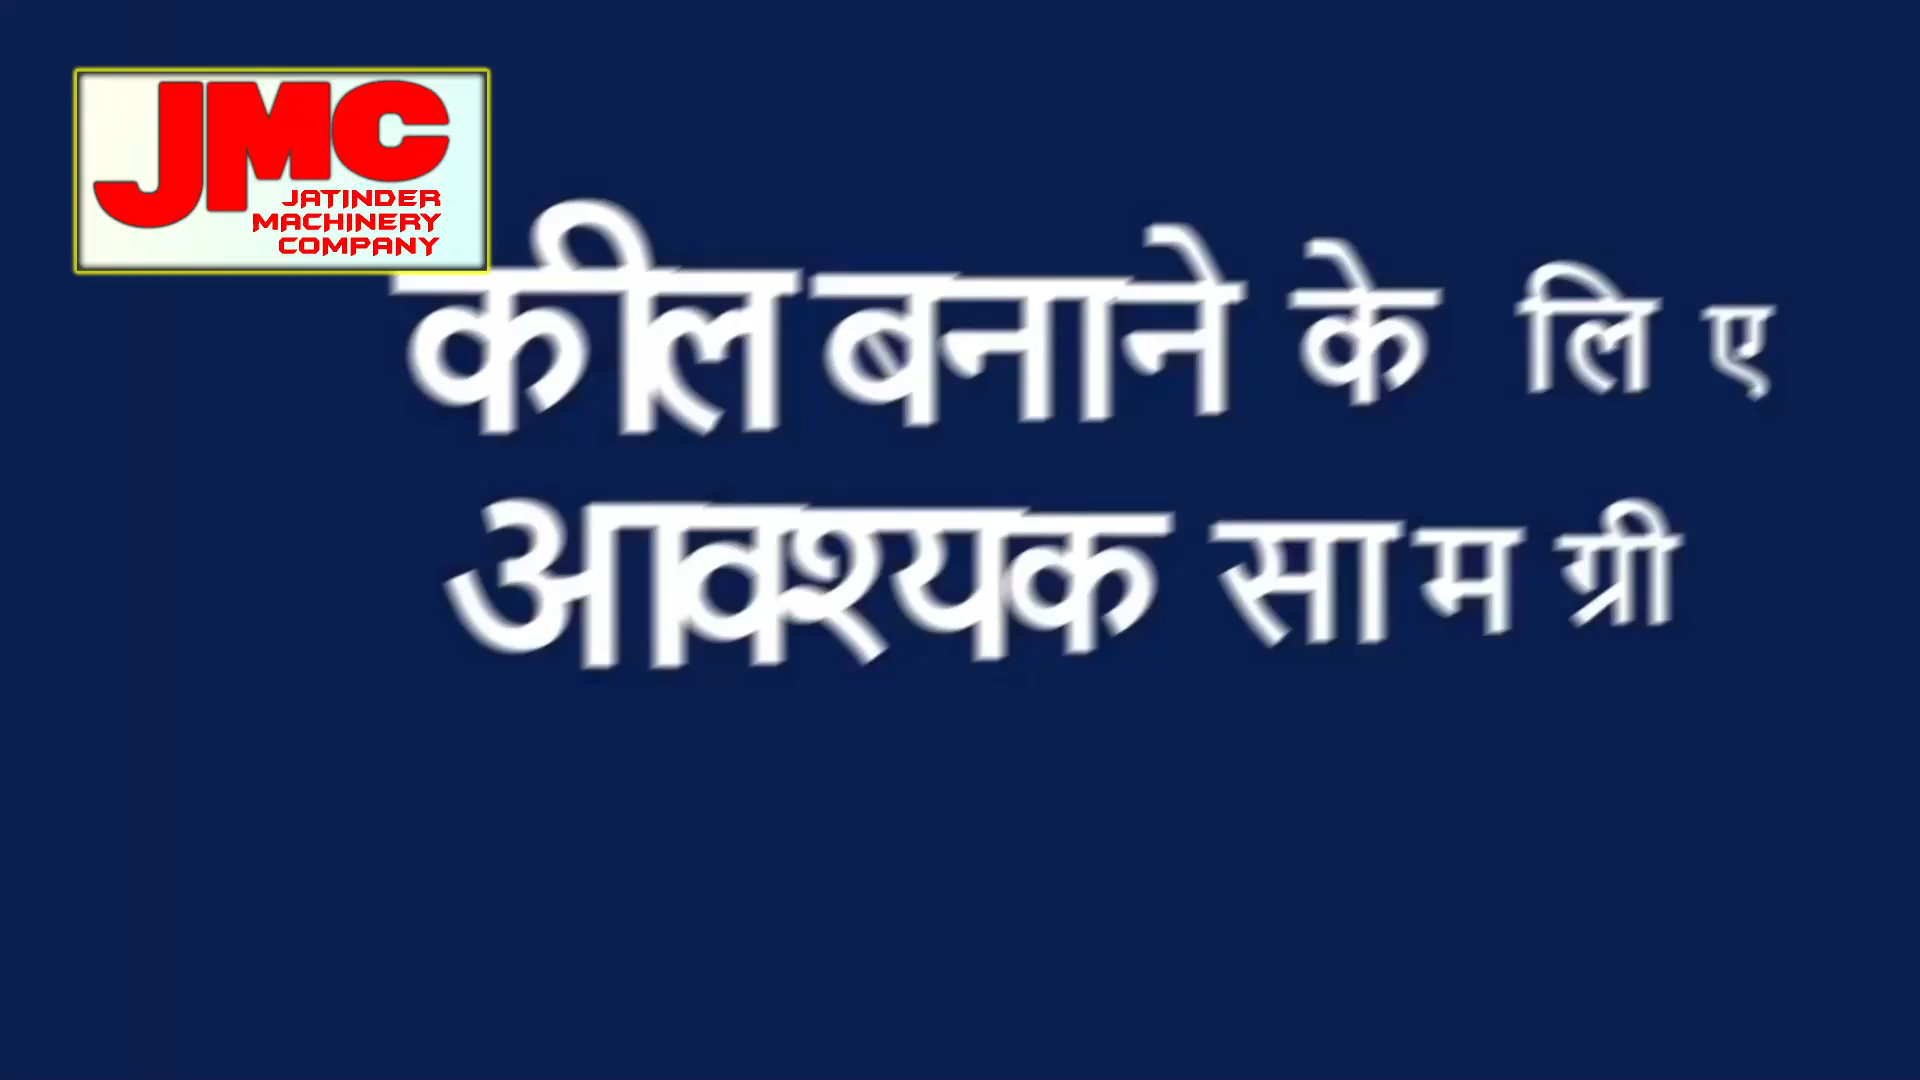 JMC
JATINDER
MACHINERY
COMPANY
कील बनाने के लिए
आवश्यक सामग्री